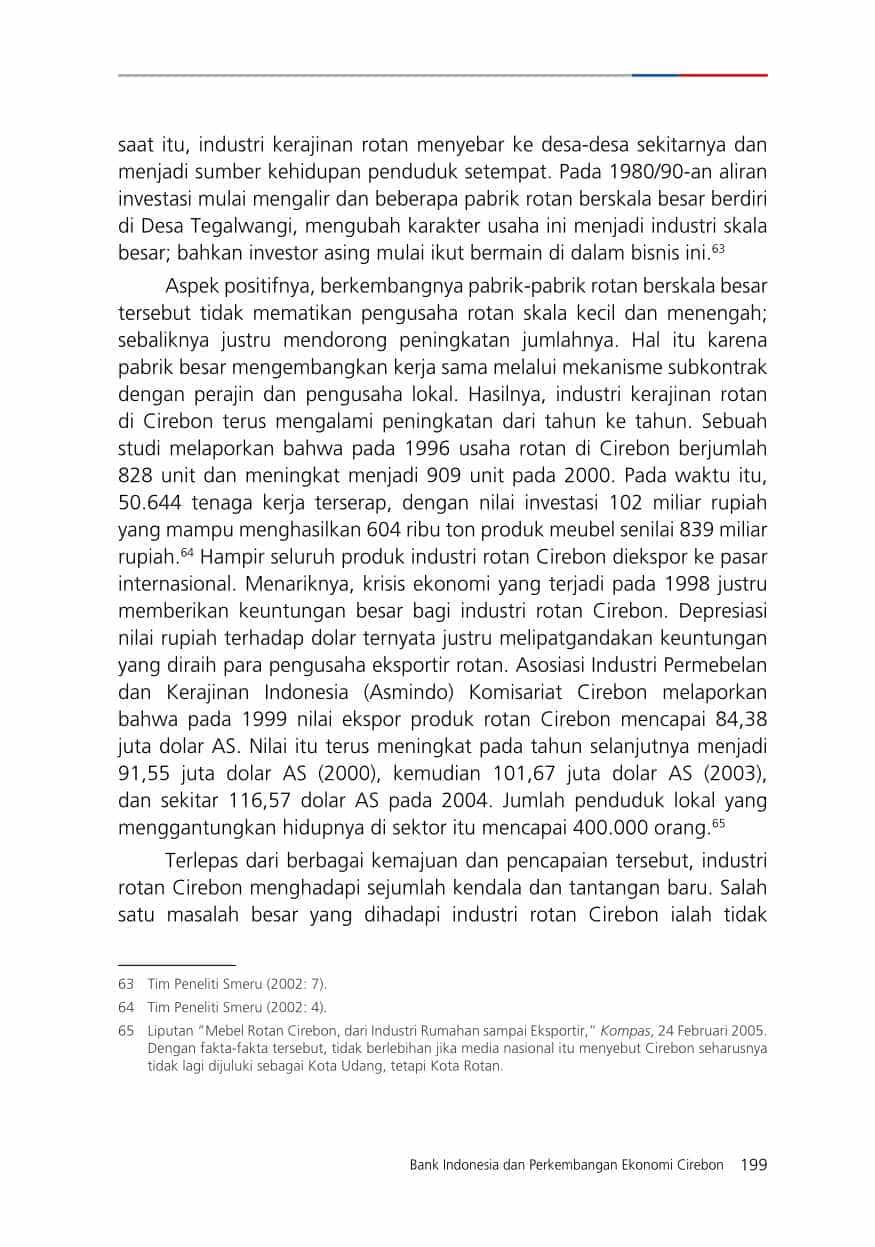 saat itu, industri kerajinan rotan menyebar ke desa-desa sekitarnya dan
menjadi sumber kehidupan penduduk setempat. Pada 1980/90-an aliran
investasi mulai mengalir dan beberapa pabrik rotan berskala besar berdiri
di Desa Tegalwangi, mengubah karakter usaha ini menjadi industri skala
besar; bahkan investor asing mulai ikut bermain di dalam bisnis ini.⁶³
Aspek positifnya, berkembangnya pabrik-pabrik rotan berskala besar
tersebut tidak mematikan pengusaha rotan skala kecil dan menengah;
sebaliknya justru mendorong peningkatan jumlahnya. Hal itu karena
pabrik besar mengembangkan kerja sama melalui mekanisme subkontrak
dengan perajin dan pengusaha lokal. Hasilnya, industri kerajinan rotan
di Cirebon terus mengalami peningkatan dari tahun ke tahun. Sebuah
studi melaporkan bahwa pada 1996 usaha rotan di Cirebon berjumlah
828 unit dan meningkat menjadi 909 unit pada 2000. Pada waktu itu,
50.644 tenaga kerja terserap, dengan nilai investasi 102 miliar rupiah
yang mampu menghasilkan 604 ribu ton produk meubel senilai 839 miliar
rupiah.⁶⁴ Hampir seluruh produk industri rotan Cirebon diekspor ke pasar
internasional. Menariknya, krisis ekonomi yang terjadi pada 1998 justru
memberikan keuntungan besar bagi industri rotan Cirebon. Depresiasi
nilai rupiah terhadap dolar ternyata justru melipatgandakan keuntungan
yang diraih para pengusaha eksportir rotan. Asosiasi Industri Permebelan
dan Kerajinan Indonesia (Asmindo) Komisariat Cirebon melaporkan
bahwa pada 1999 nilai ekspor produk rotan Cirebon mencapai 84,38
juta dolar AS. Nilai itu terus meningkat pada tahun selanjutnya menjadi
91,55 juta dolar AS (2000), kemudian 101,67 juta dolar AS (2003),
dan sekitar 116,57 dolar AS pada 2004. Jumlah penduduk lokal yang
menggantungkan hidupnya di sektor itu mencapai 400.000 orang.⁶⁵
Terlepas dari berbagai kemajuan dan pencapaian tersebut, industri
rotan Cirebon menghadapi sejumlah kendala dan tantangan baru. Salah
satu masalah besar yang dihadapi industri rotan Cirebon ialah tidak
63 Tim Peneliti Smeru (2002: 7).
64 Tim Peneliti Smeru (2002: 4).
65 Liputan “Mebel Rotan Cirebon, dari Industri Rumahan sampai Eksportir,” Kompas, 24 Februari 2005.
Dengan fakta-fakta tersebut, tidak berlebihan jika media nasional itu menyebut Cirebon seharusnya
tidak lagi dijuluki sebagai Kota Udang, tetapi Kota Rotan.
Bank Indonesia dan Perkembangan Ekonomi Cirebon 199